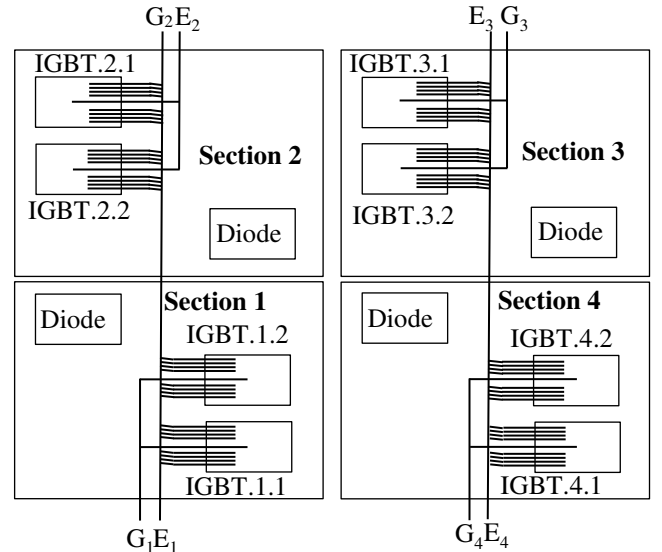 G₂E₂
E₃ G₃
IGBT.2.1
IGBT.3.1
Section 2
Section 3
IGBT.2.2
IGBT.3.2
Diode
Diode
Section 1
Section 4
Diode
Diode
IGBT.1.2
IGBT.4.2
IGBT.1.1
IGBT.4.1
G₁E₁
G₄E₄